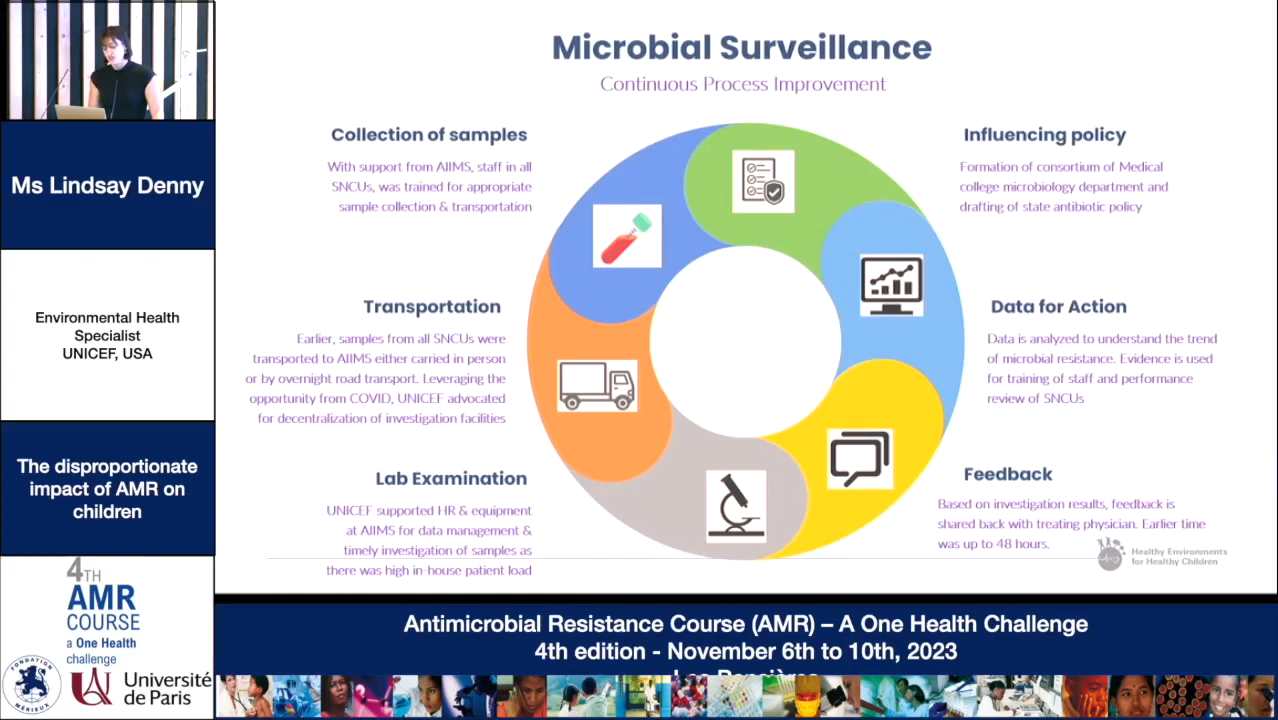 Microbial Surveillance
Continuous Process Improvement
Collection of samples
With support from AIIMS, staff in all
SNCUs, was trained for appropriate
sample collection & transportation
Transportation
Earlier, samples from all SNCUs were
transported to AIIMS either carried in person
or by overnight road transport. Leveraging the
opportunity from COVID, UNICEF advocated
for decentralization of investigation facilities
Lab Examination
UNICEF supported HR & equipment
at AIIMS for data management &
timely investigation of samples as
there was high in-house patient load
Influencing policy
Formation of consortium of Medical
college microbiology department and
drafting of state antibiotic policy
Data for Action
Data is analyzed to understand the trend
of microbial resistance. Evidence is used
for training of staff and performance
review of SNCUs
Feedback
Based on investigation results, feedback is
shared back with treating physician. Earlier time
was up to 48 hours.
Healthy Environments
for Healthy Children
Ms Lindsay Denny
Environmental Health
Specialist
UNICEF, USA
The disproportionate
impact of AMR on
children
4TH
AMR
COURSE
a One Health
challenge
FONDATION
MÉRIEUX
Université
de Paris
Antimicrobial Resistance Course (AMR) – A One Health Challenge
4th edition - November 6th to 10th, 2023